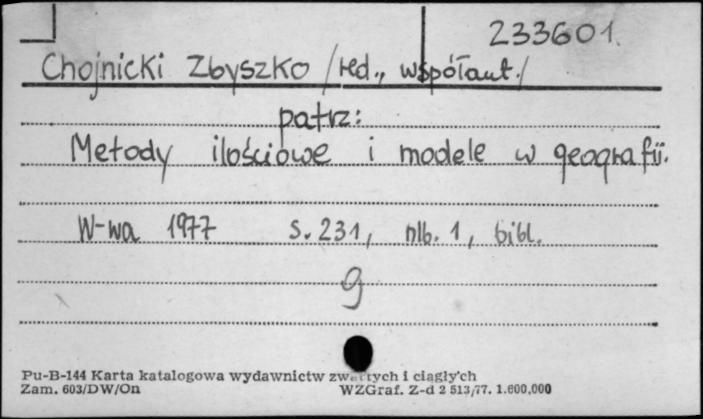 233601.
Chojnicki Zbyszko /red., współaut./
patrz:
Metody ilościowe i modele w geografii.
W-wa 1977 s. 231, nlb. 1, bibl.
g
Pu-B-144 Karta katalogowa wydawnictw zwartych i ciągłych
Zam. 603/DW/On WZGraf. Z-d 2 513/77. 1.600,000